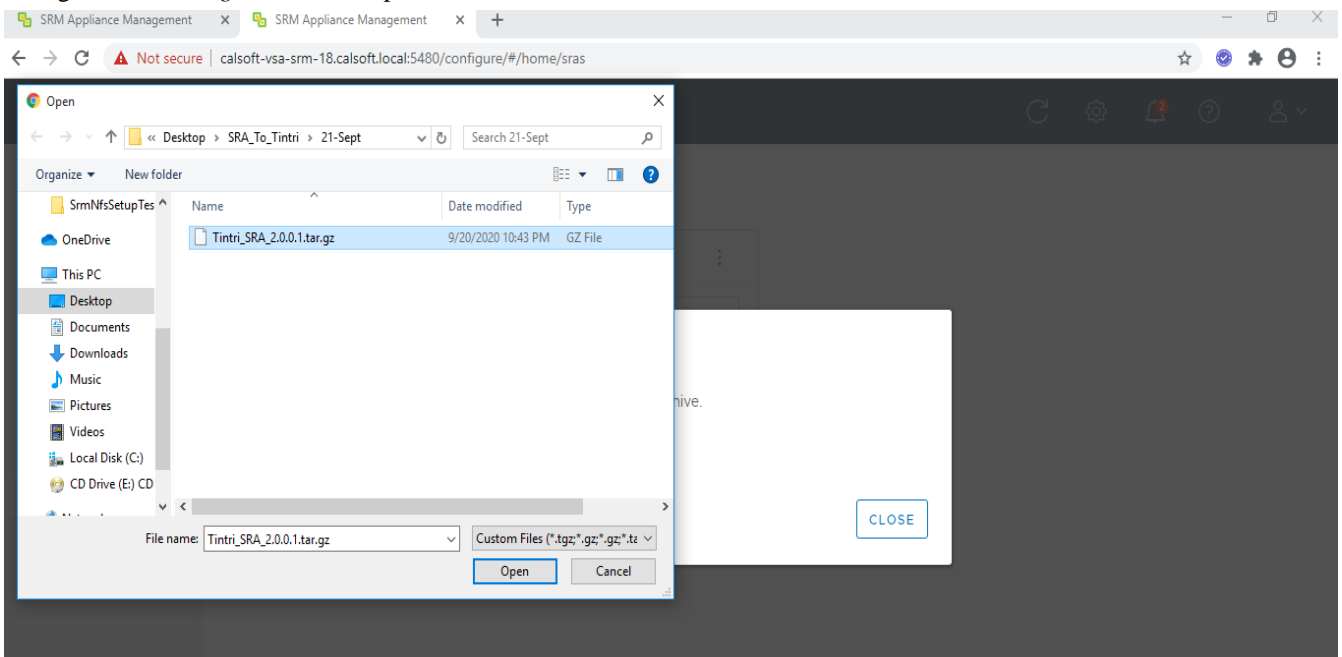 SRM Appliance Management
SRM Appliance Management
Not secure | calsoft-vsa-srm-18.calsoft.local:5480/configure/#/home/sras
Open
2
« Desktop > SRA_To_Tintri > 21-Sept
Search 21-Sept
Organize
New folder
SrmNfsSetupTes
Name
Date modified
Type
OneDrive
Tintri_SRA_2.0.0.1.tar.gz
9/20/2020 10:43 PM
GZ File
This PC
Desktop
Documents
Downloads
Music
Pictures
hive.
Videos
Local Disk (C:)
CD Drive (E:) CD
CLOSE
File name:
Tintri_SRA_2.0.0.1.tar.gz
Custom Files (*.tgz;*.gz;*.gz;*.ta
Open
Cancel